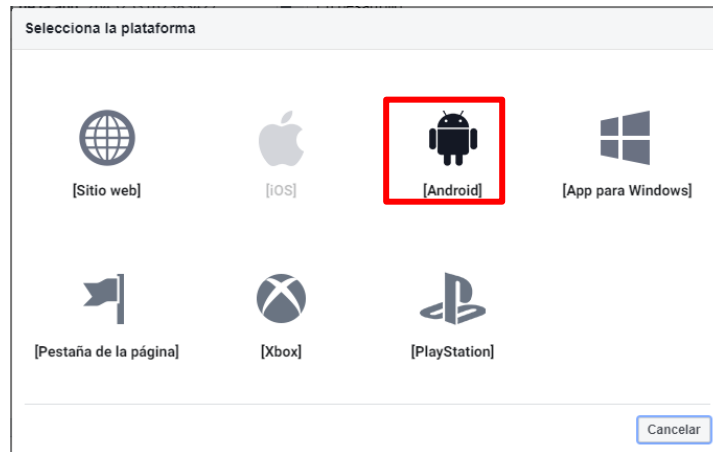 Selecciona la plataforma
[Sitio web] [iOS] [Android] [App para Windows]
[Pestaña de la página] [Xbox] [PlayStation]
Cancelar